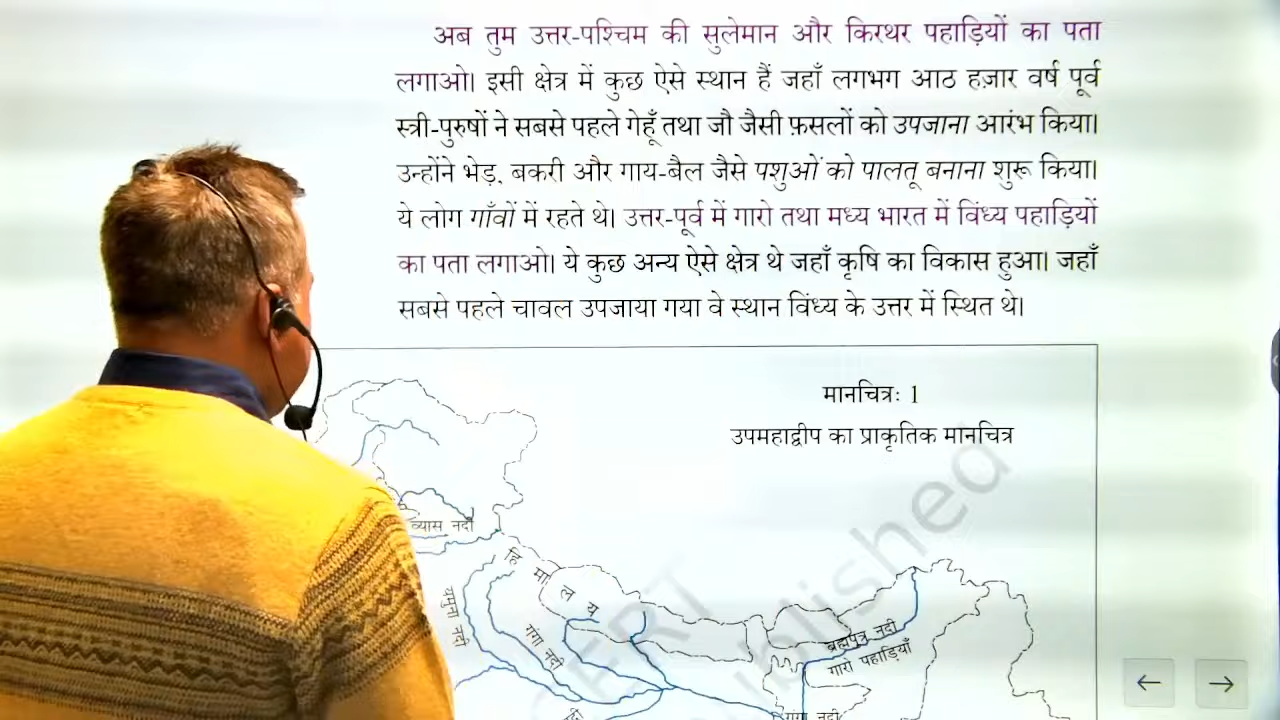 अब तुम उत्तर-पश्चिम की सुलेमान और किरथर पहाड़ियों का पता
लगाओ। इसी क्षेत्र में कुछ ऐसे स्थान हैं जहाँ लगभग आठ हज़ार वर्ष पूर्व
स्त्री-पुरुषों ने सबसे पहले गेहूँ तथा जौ जैसी फ़सलों को उपजाना आरंभ किया।
उन्होंने भेड़, बकरी और गाय-बैल जैसे पशुओं को पालतू बनाना शुरू किया।
ये लोग गाँवों में रहते थे। उत्तर-पूर्व में गारो तथा मध्य भारत में विंध्य पहाड़ियों
का पता लगाओ। ये कुछ अन्य ऐसे क्षेत्र थे जहाँ कृषि का विकास हुआ। जहाँ
सबसे पहले चावल उपजाया गया वे स्थान विंध्य के उत्तर में स्थित थे।
मानचित्र: 1
उपमहाद्वीप का प्राकृतिक मानचित्र
व्यास नदी
हिमालय
यमुना नदी
गंगा नदी
ब्रह्मपुत्र नदी
गारो पहाड़ियाँ
गंगा नदी